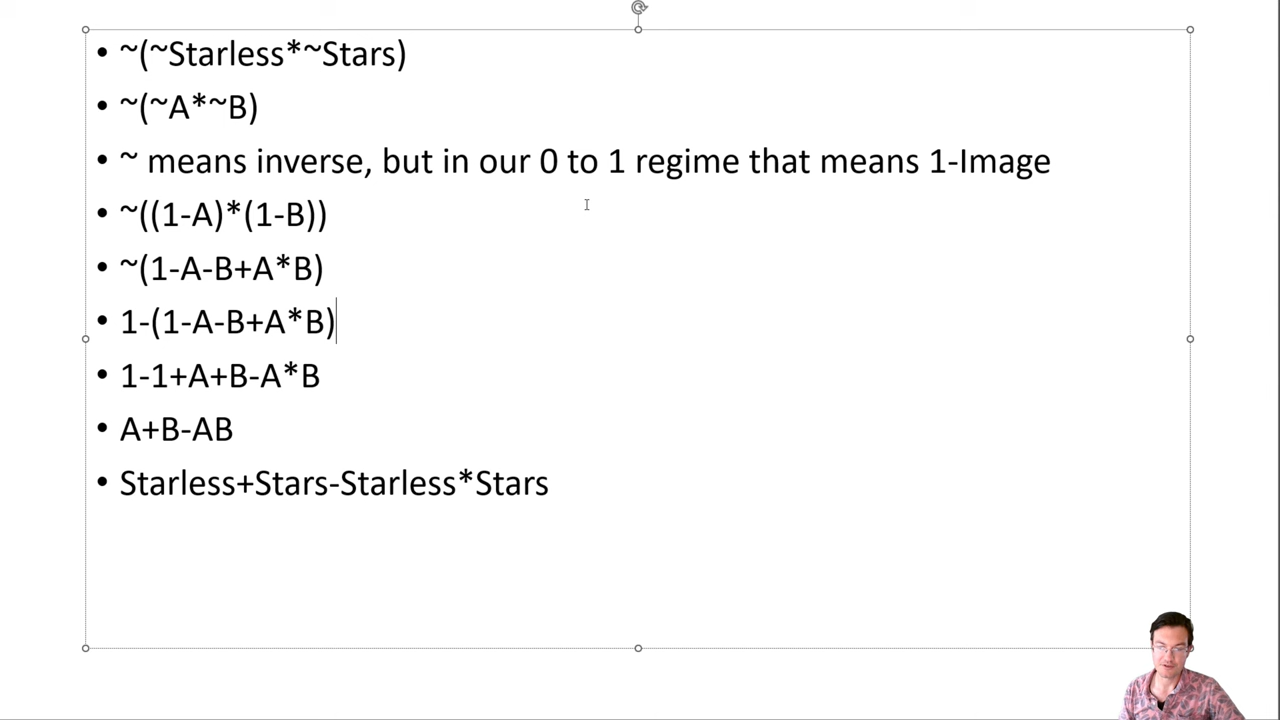 • ~(~Starless*~Stars)
• ~(~A*~B)
• ~ means inverse, but in our 0 to 1 regime that means 1-Image
• ~((1-A)*(1-B))
• ~(1-A-B+A*B)
• 1-(1-A-B+A*B)
• 1-1+A+B-A*B
• A+B-AB
• Starless+Stars-Starless*Stars